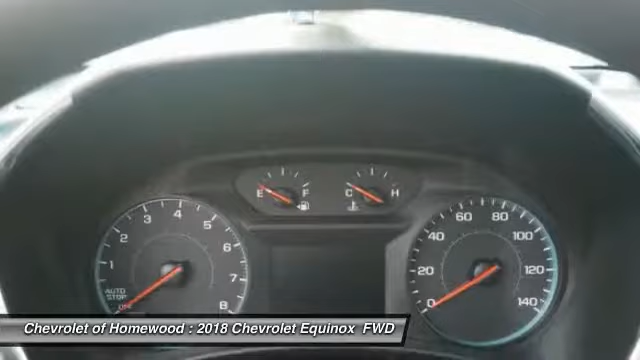 E F
C H
1 2 3 4 5 6 7 8
AUTO
STOP
0 20 40 60 80 100 120 140
Chevrolet of Homewood : 2018 Chevrolet Equinox FWD